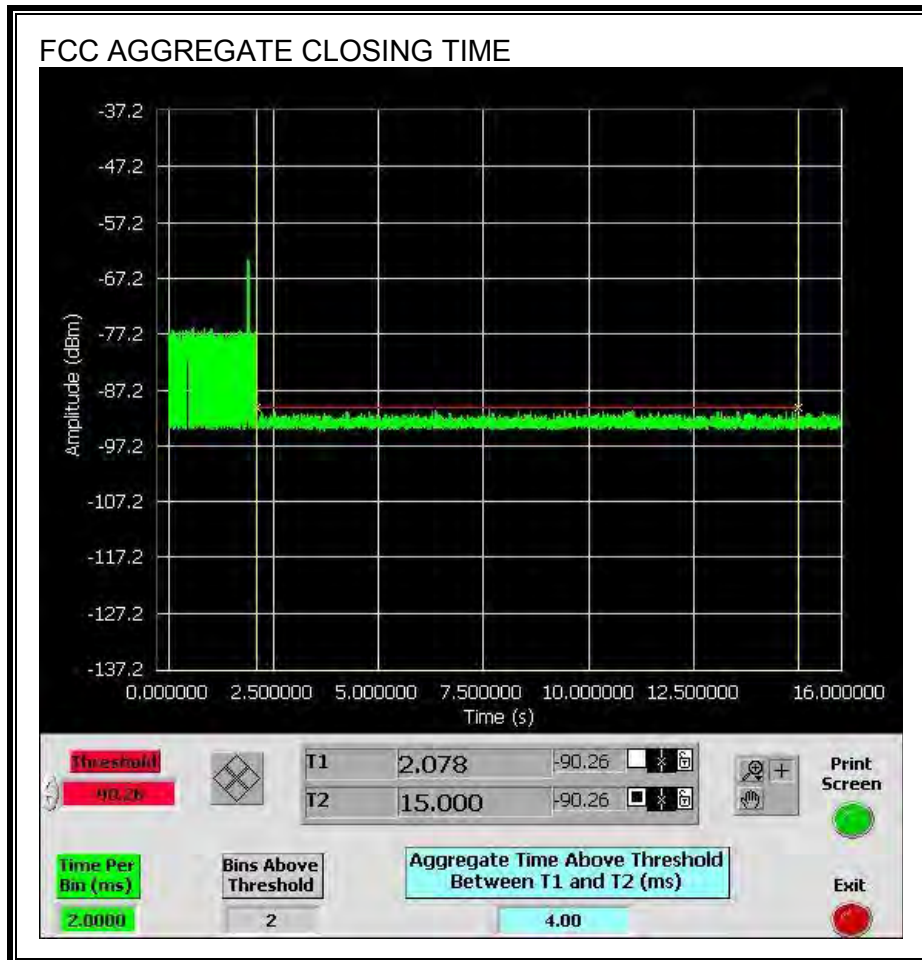 FCC AGGREGATE CLOSING TIME
-37.2
-47.2
-57.2
-67.2
-77.2
-87.2
-97.2
-107.2
-117.2
-127.2
-137.2
Amplitude (dBm)
0.000000 2.500000 5.000000 7.500000 10.000000 12.500000 16.000000
Time (s)
Threshold
-90.26
T1 2.078 -90.26
T2 15.000 -90.26
Print
Screen
Time Per
Bin (ms)
2.0000
Bins Above
Threshold
2
Aggregate Time Above Threshold
Between T1 and T2 (ms)
4.00
Exit